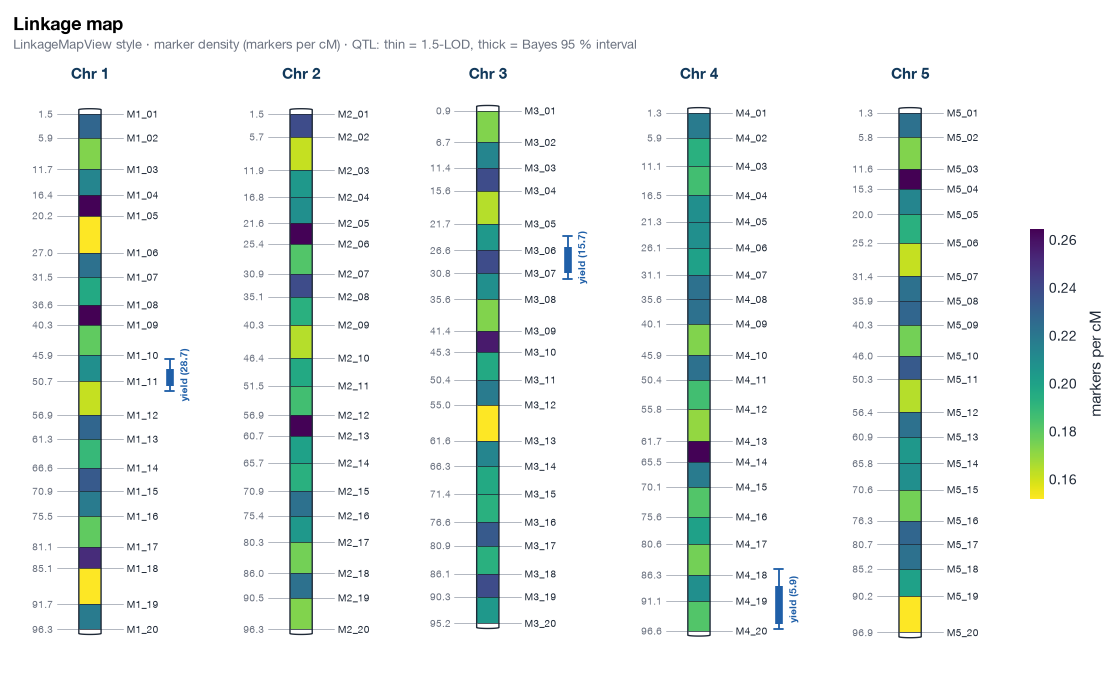 Linkage map
LinkageMapView style · marker density (markers per cM) · QTL: thin = 1.5-LOD, thick = Bayes 95 % interval
Chr 1
1.5 M1_01
5.9 M1_02
11.7 M1_03
16.4 M1_04
20.2 M1_05
27.0 M1_06
31.5 M1_07
36.6 M1_08
40.3 M1_09
45.9 M1_10
50.7 M1_11
56.9 M1_12
61.3 M1_13
66.6 M1_14
70.9 M1_15
75.5 M1_16
81.1 M1_17
85.1 M1_18
91.7 M1_19
96.3 M1_20
yield (28.7)
Chr 2
1.5 M2_01
5.7 M2_02
11.9 M2_03
16.8 M2_04
21.6 M2_05
25.4 M2_06
30.9 M2_07
35.1 M2_08
40.3 M2_09
46.4 M2_10
51.5 M2_11
56.9 M2_12
60.7 M2_13
65.7 M2_14
70.9 M2_15
75.4 M2_16
80.3 M2_17
86.0 M2_18
90.5 M2_19
96.3 M2_20
Chr 3
0.9 M3_01
6.7 M3_02
11.4 M3_03
15.6 M3_04
21.7 M3_05
26.6 M3_06
30.8 M3_07
35.6 M3_08
41.4 M3_09
45.3 M3_10
50.4 M3_11
55.0 M3_12
61.6 M3_13
66.3 M3_14
71.4 M3_15
76.6 M3_16
80.9 M3_17
86.1 M3_18
90.3 M3_19
95.2 M3_20
yield (15.7)
Chr 4
1.3 M4_01
5.9 M4_02
11.1 M4_03
16.5 M4_04
21.3 M4_05
26.1 M4_06
31.1 M4_07
35.6 M4_08
40.1 M4_09
45.9 M4_10
50.4 M4_11
55.8 M4_12
61.7 M4_13
65.5 M4_14
70.1 M4_15
75.6 M4_16
80.6 M4_17
86.3 M4_18
91.1 M4_19
96.6 M4_20
yield (5.9)
Chr 5
1.3 M5_01
5.8 M5_02
11.6 M5_03
15.3 M5_04
20.0 M5_05
25.2 M5_06
31.4 M5_07
35.9 M5_08
40.3 M5_09
46.0 M5_10
50.3 M5_11
56.4 M5_12
60.9 M5_13
65.8 M5_14
70.6 M5_15
76.3 M5_16
80.7 M5_17
85.2 M5_18
90.2 M5_19
96.9 M5_20
0.26
0.24
0.22
0.20
0.18
0.16
markers per cM